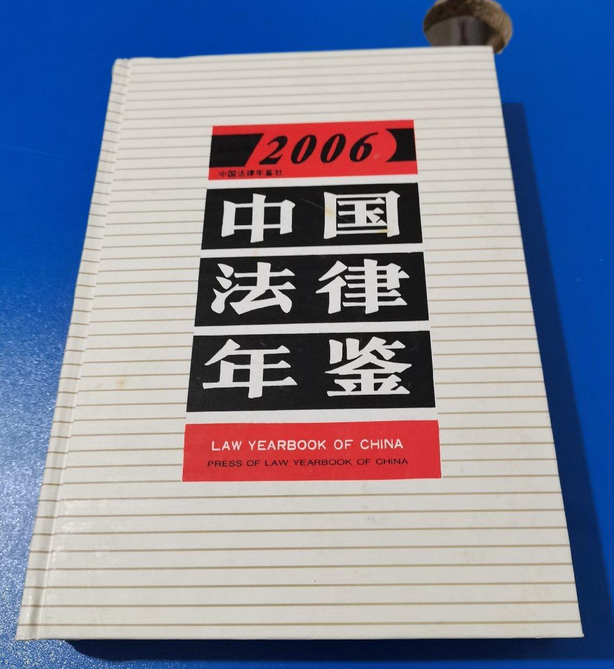 2006
中国法律年鉴社
中国
法律
年鉴
LAW YEARBOOK OF CHINA
PRESS OF LAW YEARBOOK OF CHINA